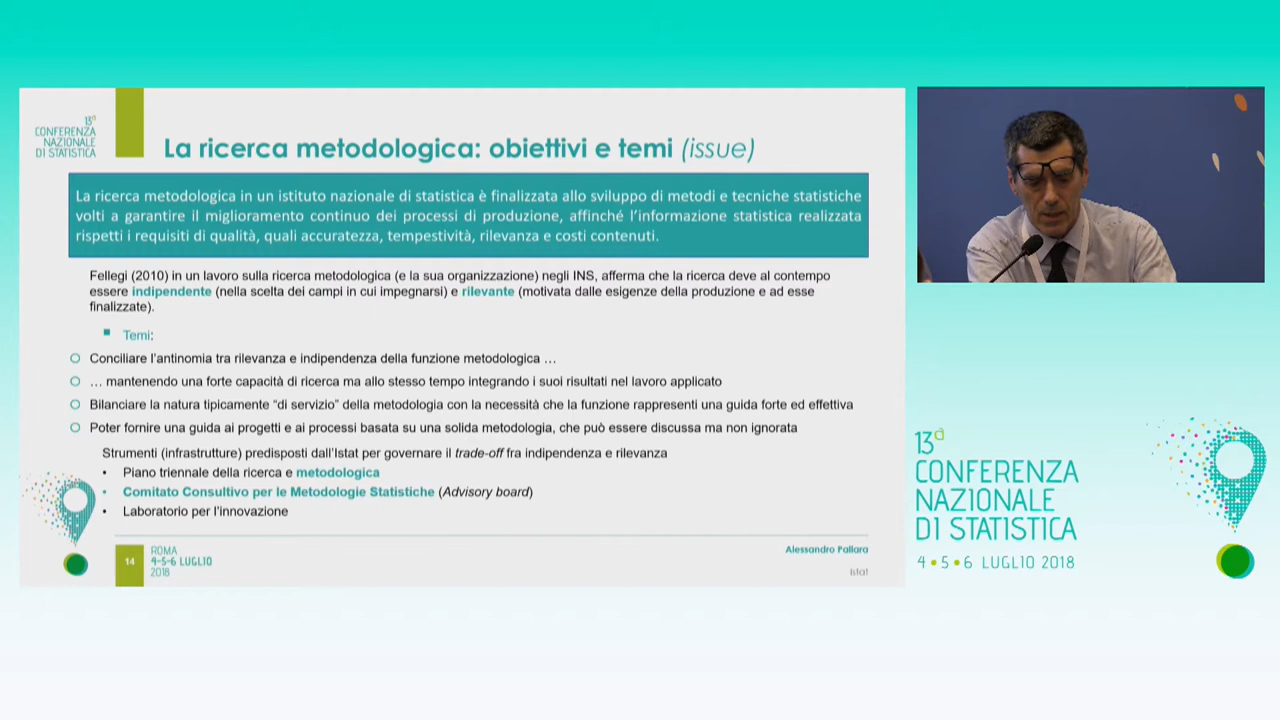 13a
CONFERENZA
NAZIONALE
DI STATISTICA
La ricerca metodologica: obiettivi e temi (issue)
La ricerca metodologica in un istituto nazionale di statistica è finalizzata allo sviluppo di metodi e tecniche statistiche
volti a garantire il miglioramento continuo dei processi di produzione, affinché l'informazione statistica realizzata
rispetti i requisiti di qualità, quali accuratezza, tempestività, rilevanza e costi contenuti.
Fellegi (2010) in un lavoro sulla ricerca metodologica (e la sua organizzazione) negli INS, afferma che la ricerca deve al contempo
essere indipendente (nella scelta dei campi in cui impegnarsi) e rilevante (motivata dalle esigenze della produzione e ad esse
finalizzate).
Temi:
Conciliare l'antinomia tra rilevanza e indipendenza della funzione metodologica …
… mantenendo una forte capacità di ricerca ma allo stesso tempo integrando i suoi risultati nel lavoro applicato
Bilanciare la natura tipicamente "di servizio" della metodologia con la necessità che la funzione rappresenti una guida forte ed effettiva
Poter fornire una guida ai progetti e ai processi basata su una solida metodologia, che può essere discussa ma non ignorata
Strumenti (infrastrutture) predisposti dall'Istat per governare il trade-off fra indipendenza e rilevanza
• Piano triennale della ricerca e metodologica
• Comitato Consultivo per le Metodologie Statistiche (Advisory board)
• Laboratorio per l'innovazione
14
ROMA
4-5-6 LUGLIO
2018
Alessandro Pallara
Istat
13a
CONFERENZA
NAZIONALE
DI STATISTICA
4•5•6 LUGLIO 2018